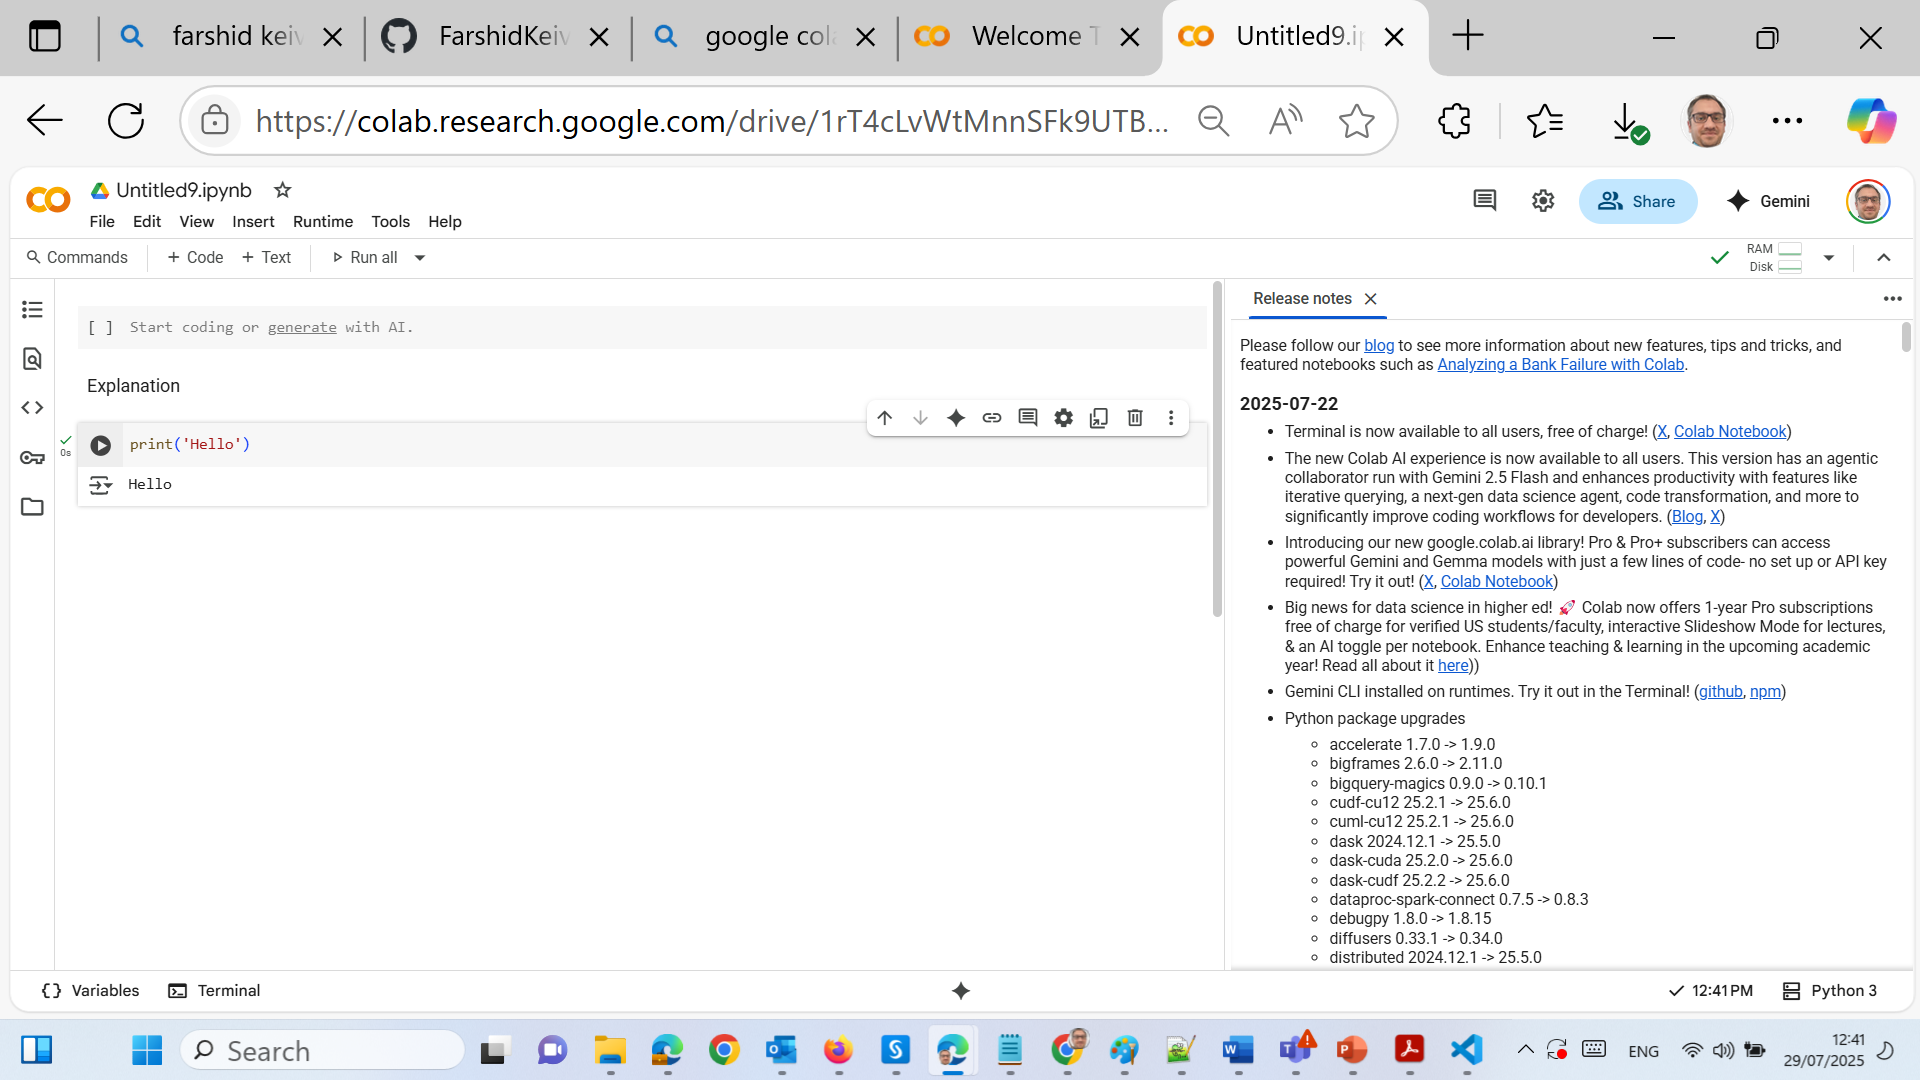 farshid keiv
FarshidKeiv
google cola
Welcome T
Untitled9.ip
https://colab.research.google.com/drive/1rT4cLvWtMnnSFk9UTB...
Untitled9.ipynb
File Edit View Insert Runtime Tools Help
Share
Gemini
Commands
+ Code + Text
Run all
RAM
Disk
[ ] Start coding or generate with AI.
Explanation
0s
print('Hello')
Hello
Release notes
Please follow our blog to see more information about new features, tips and tricks, and
featured notebooks such as Analyzing a Bank Failure with Colab.
2025-07-22
• Terminal is now available to all users, free of charge! (X, Colab Notebook)
• The new Colab AI experience is now available to all users. This version has an agentic
collaborator run with Gemini 2.5 Flash and enhances productivity with features like
iterative querying, a next-gen data science agent, code transformation, and more to
significantly improve coding workflows for developers. (Blog, X)
• Introducing our new google.colab.ai library! Pro & Pro+ subscribers can access
powerful Gemini and Gemma models with just a few lines of code- no set up or API key
required! Try it out! (X, Colab Notebook)
• Big news for data science in higher ed! 🚀 Colab now offers 1-year Pro subscriptions
free of charge for verified US students/faculty, interactive Slideshow Mode for lectures,
& an AI toggle per notebook. Enhance teaching & learning in the upcoming academic
year! Read all about it here))
• Gemini CLI installed on runtimes. Try it out in the Terminal! (github, npm)
• Python package upgrades
◦ accelerate 1.7.0 -> 1.9.0
◦ bigframes 2.6.0 -> 2.11.0
◦ bigquery-magics 0.9.0 -> 0.10.1
◦ cudf-cu12 25.2.1 -> 25.6.0
◦ cuml-cu12 25.2.1 -> 25.6.0
◦ dask 2024.12.1 -> 25.5.0
◦ dask-cuda 25.2.0 -> 25.6.0
◦ dask-cudf 25.2.2 -> 25.6.0
◦ dataproc-spark-connect 0.7.5 -> 0.8.3
◦ debugpy 1.8.0 -> 1.8.15
◦ diffusers 0.33.1 -> 0.34.0
◦ distributed 2024.12.1 -> 25.5.0
Variables
Terminal
12:41 PM
Python 3
Search
ENG
12:41
29/07/2025